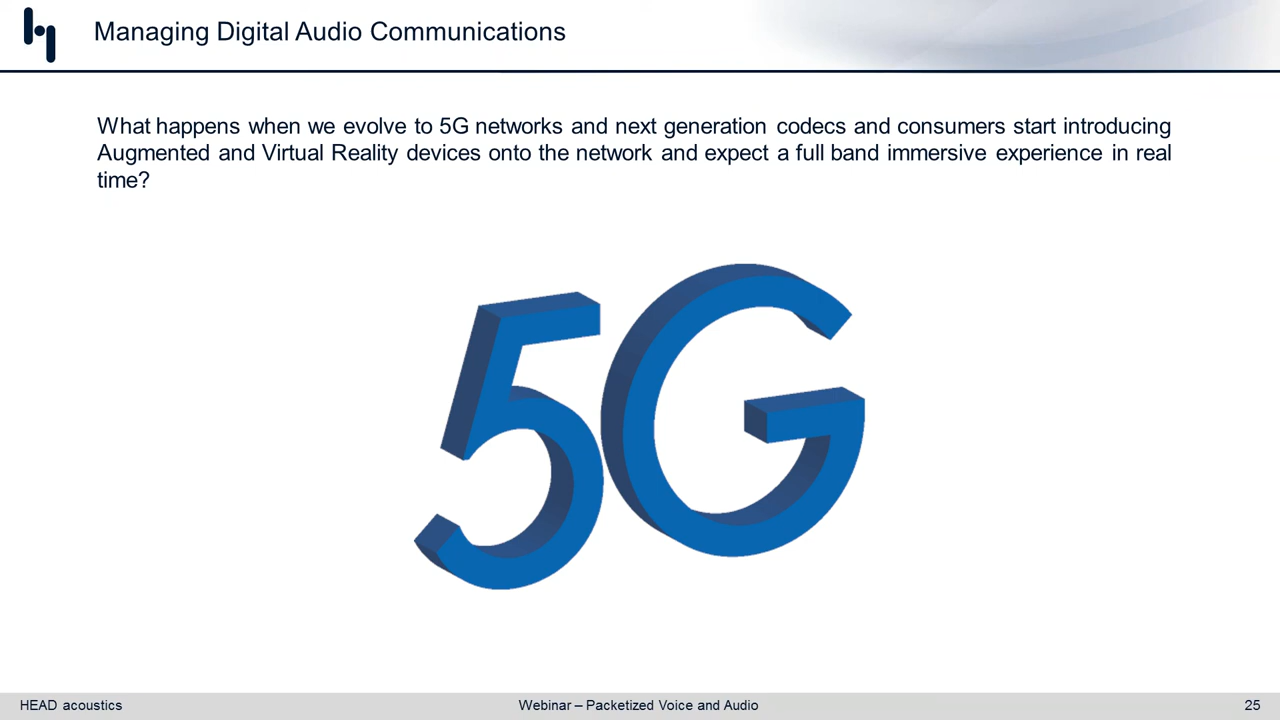 Managing Digital Audio Communications
What happens when we evolve to 5G networks and next generation codecs and consumers start introducing
Augmented and Virtual Reality devices onto the network and expect a full band immersive experience in real
time?
5G
HEAD acoustics
Webinar – Packetized Voice and Audio
25